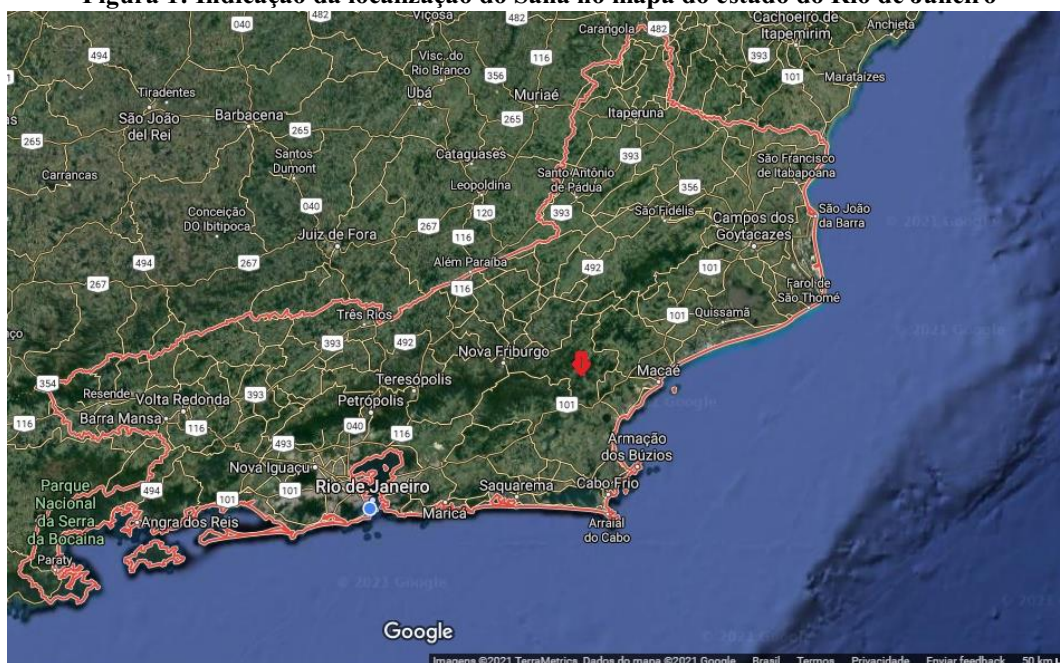 Figura 1: Indicação da localização do Sana no mapa do estado do Rio de Janeiro
482
Viçosa
482
Carangola
482
Cachoeiro de
Itapemirim
Anchieta
040
494
116
Visc. do
Rio Branco
356
393
101
Marataizes
Tiradentes
São João
del Rei
Barbacena
265
Ubá
Muriaé
Itaperuna
265
265
Carrancas
Santos
Dumont
Cataguases
Leopoldina
Santo Antônio
de Pádua
393
São Francisco
de Itabapoana
356
040
120
393
São Fidélis
Campos dos
Goytacazes
São João
da Barra
Conceição
DO Ibitipoca
Juiz de Fora
267
116
494
267
267
Além Paraíba
116
492
101
Farol de
São Thomé
101
Quissamã
Três Rios
393
492
Nova Friburgo
Macaé
354
Resende
Volta Redonda
393
Teresópolis
Petrópolis
101
116
Barra Mansa
116
040
116
493
Nova Iguaçu
Armação
dos Búzios
Parque
Nacional
da Serra
da Bocaina
494
101
101
Rio de Janeiro
Saquarema
Cabo Frio
Angra dos Reis
Marica
Arraial
do Cabo
Paraty
© 2021 Google
Google
Imagens ©2021 TerraMetrics, Dados do mapa ©2021 Google Brasil Termos Privacidade Enviar feedback 50 km